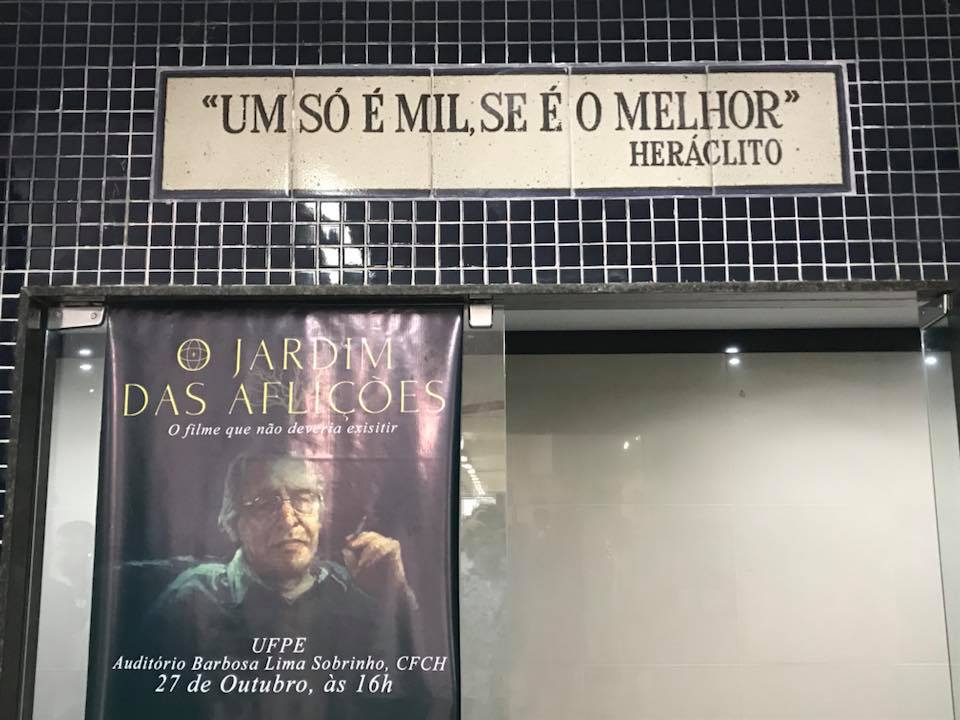 “UM SÓ É MIL, SE É O MELHOR”
HERÁCLITO
O JARDIM
DAS AFLIÇÕES
O filme que não deveria exisitir
UFPE
Auditório Barbosa Lima Sobrinho, CFCH
27 de Outubro, às 16h